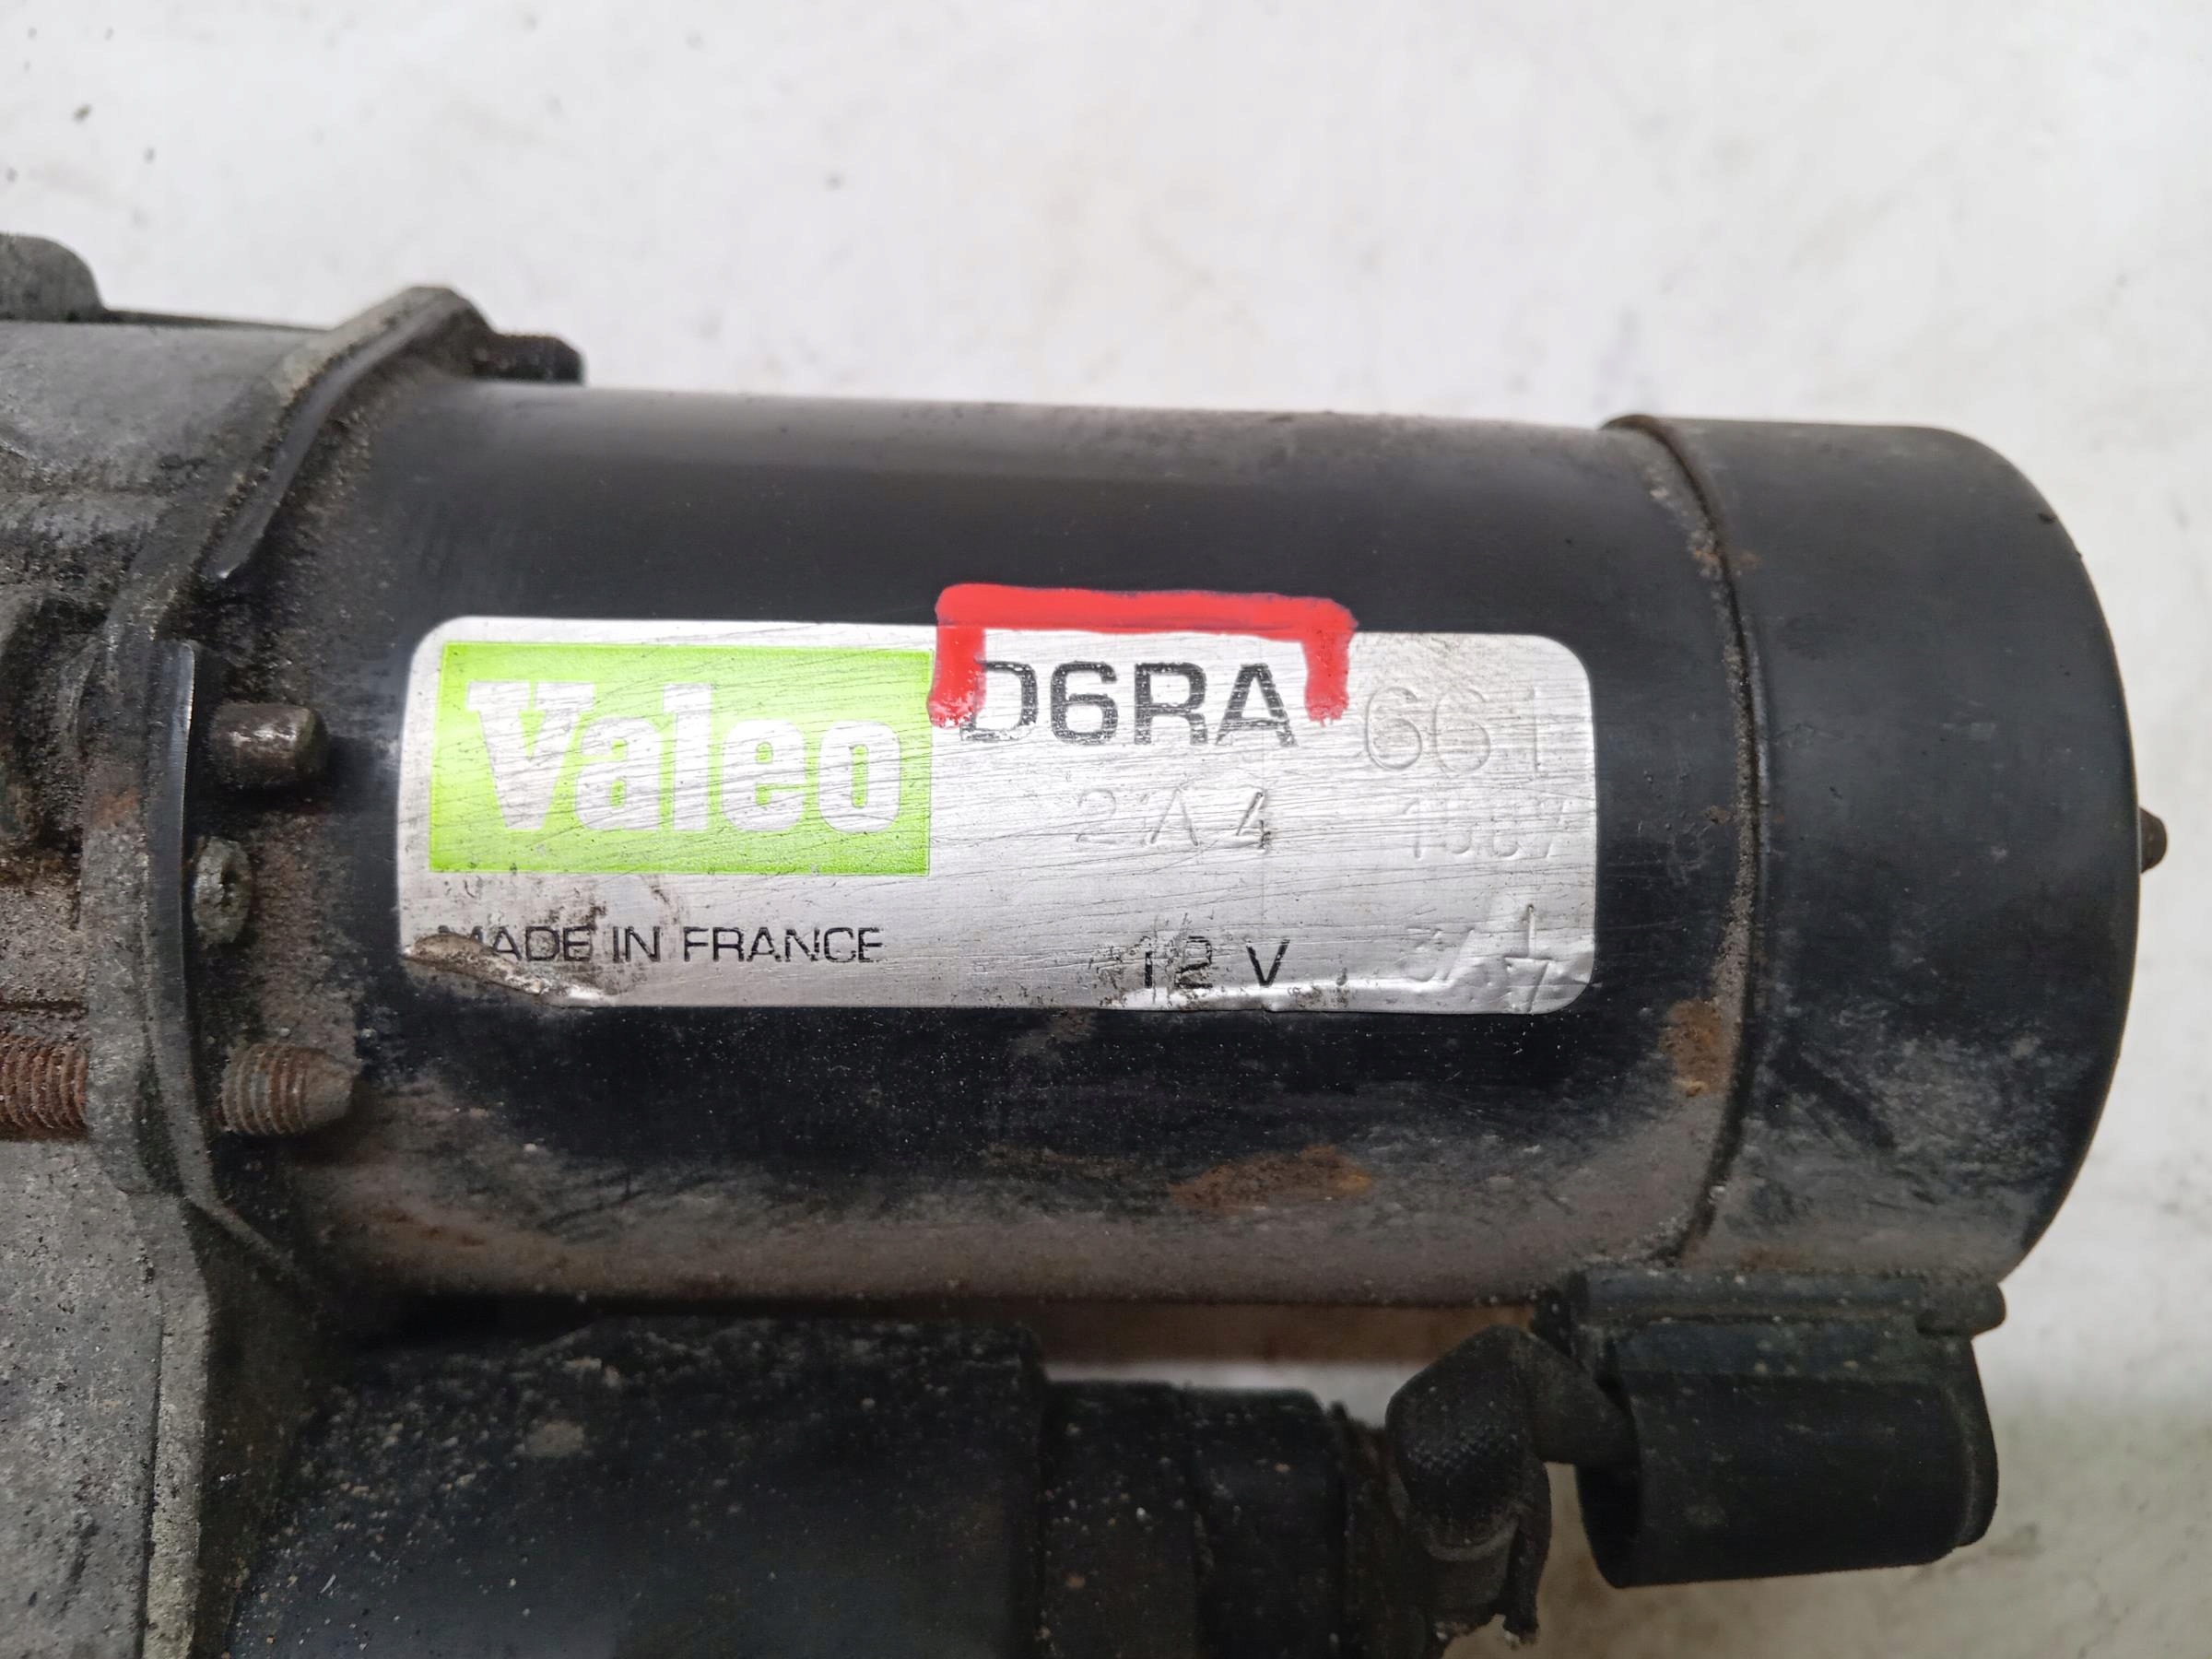 Valeo D6RA 661
2A4
MADE IN FRANCE 12 V